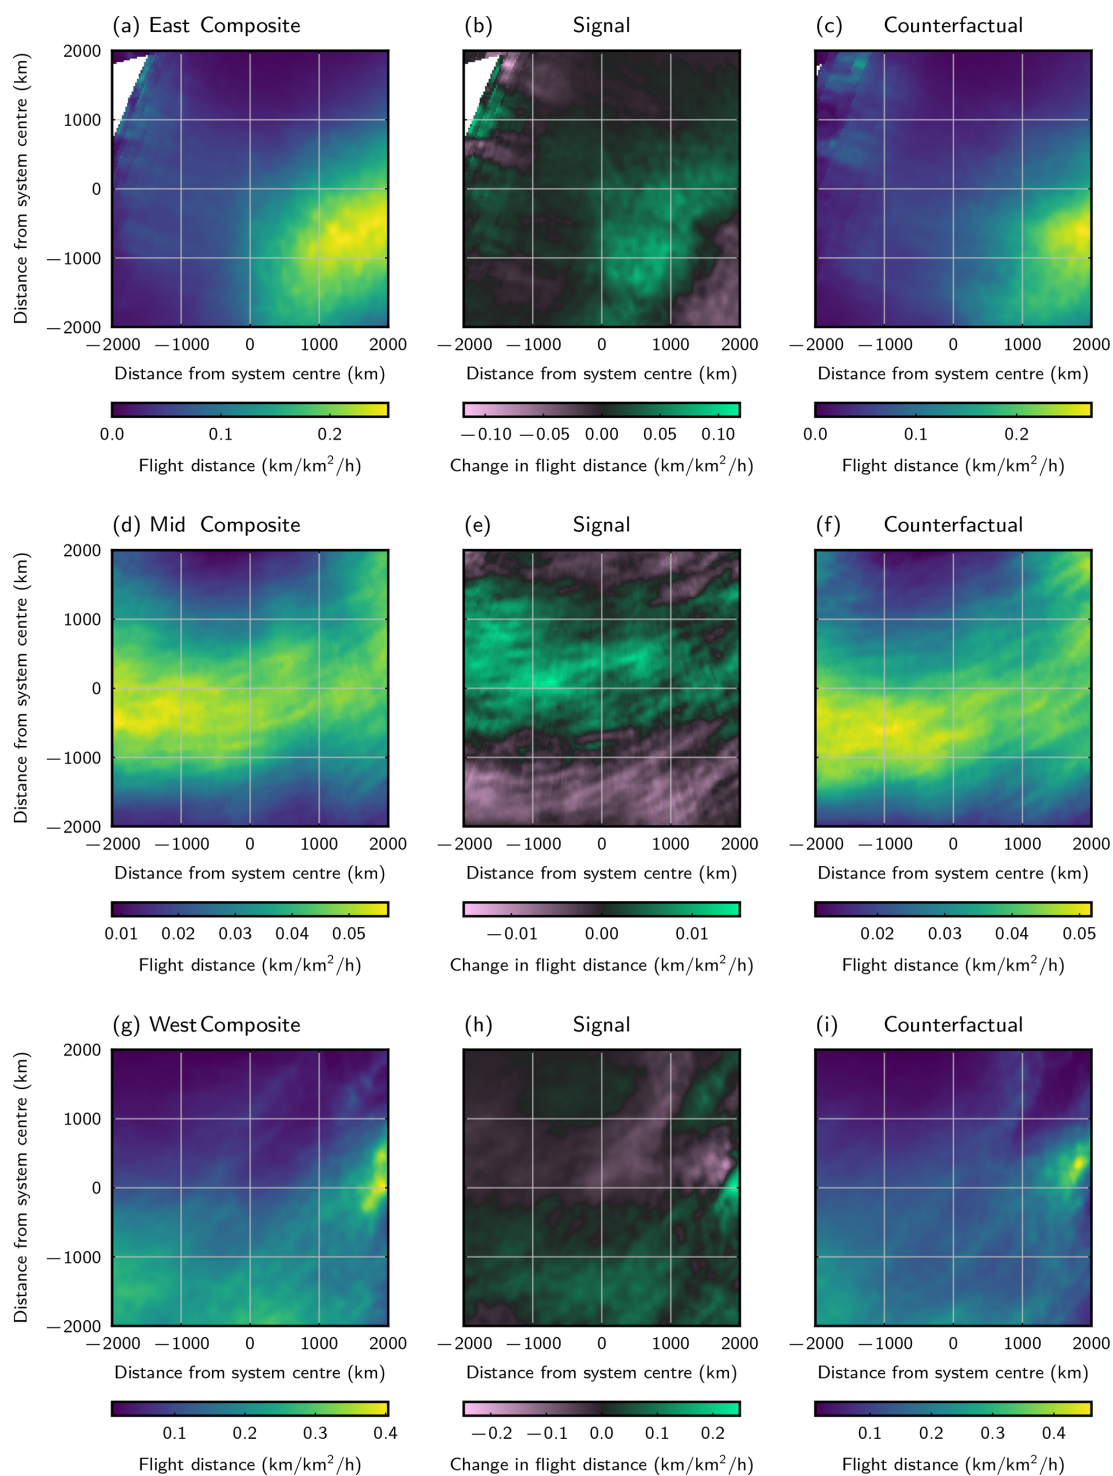 (a) East Composite
(b) Signal
(c) Counterfactual
Distance from system centre (km)
2000
1000
0
−1000
−2000
−2000 −1000 0 1000 2000
−2000 −1000 0 1000 2000
−2000 −1000 0 1000 2000
Distance from system centre (km)
Distance from system centre (km)
Distance from system centre (km)
0.0 0.1 0.2
−0.10 −0.05 0.00 0.05 0.10
0.0 0.1 0.2
Flight distance (km/km²/h)
Change in flight distance (km/km²/h)
Flight distance (km/km²/h)
(d) Mid Composite
(e) Signal
(f) Counterfactual
Distance from system centre (km)
2000
1000
0
−1000
−2000
−2000 −1000 0 1000 2000
−2000 −1000 0 1000 2000
−2000 −1000 0 1000 2000
Distance from system centre (km)
Distance from system centre (km)
Distance from system centre (km)
0.01 0.02 0.03 0.04 0.05
−0.01 0.00 0.01
0.02 0.03 0.04 0.05
Flight distance (km/km²/h)
Change in flight distance (km/km²/h)
Flight distance (km/km²/h)
(g) West Composite
(h) Signal
(i) Counterfactual
Distance from system centre (km)
2000
1000
0
−1000
−2000
−2000 −1000 0 1000 2000
−2000 −1000 0 1000 2000
−2000 −1000 0 1000 2000
Distance from system centre (km)
Distance from system centre (km)
Distance from system centre (km)
0.1 0.2 0.3 0.4
−0.2 −0.1 0.0 0.1 0.2
0.1 0.2 0.3 0.4
Flight distance (km/km²/h)
Change in flight distance (km/km²/h)
Flight distance (km/km²/h)